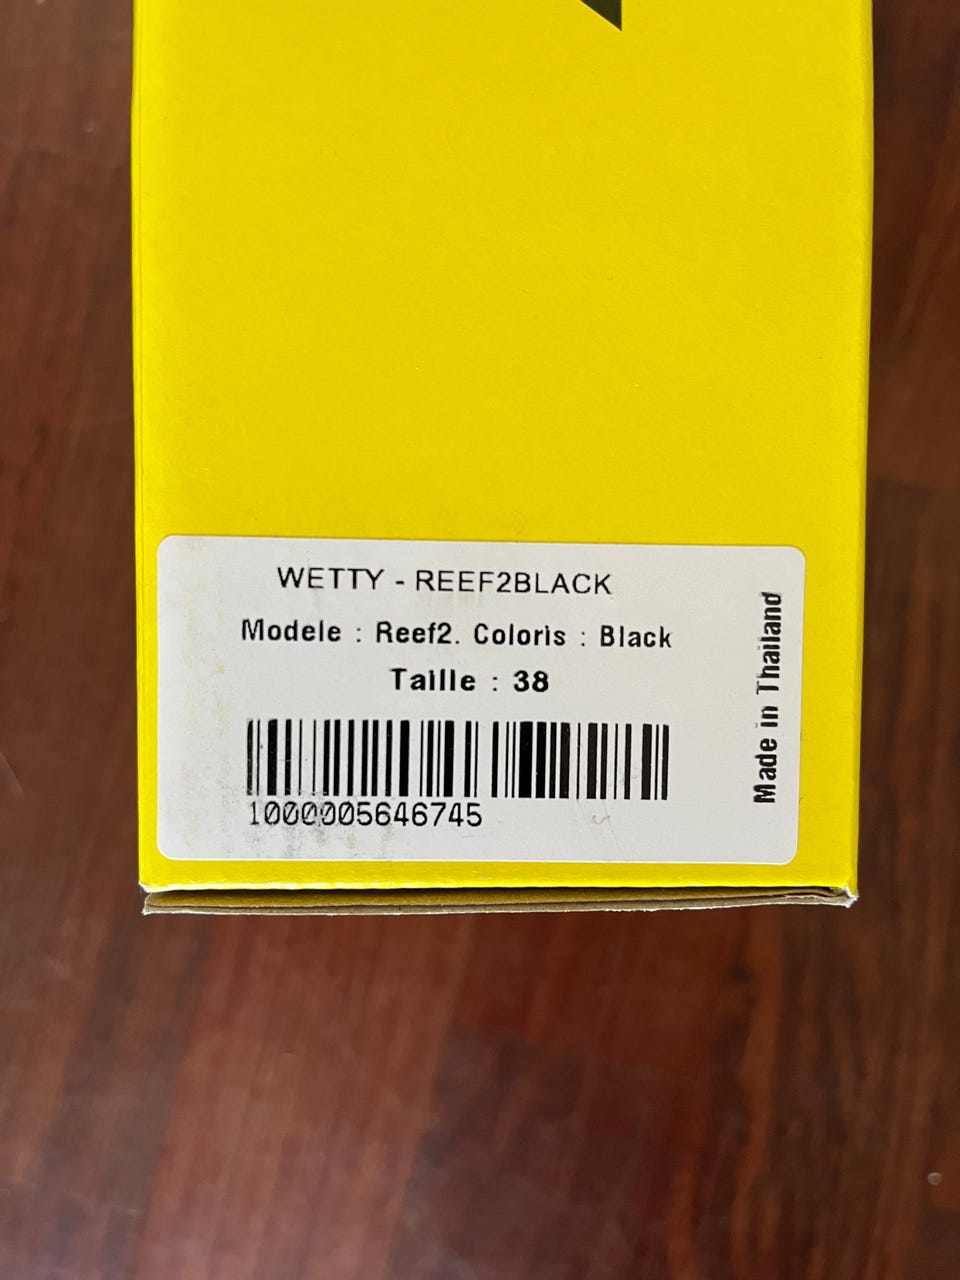 WETTY - REEF2BLACK
Modele : Reef2. Coloris : Black
Taille : 38
1000005646745
Made in Thailand